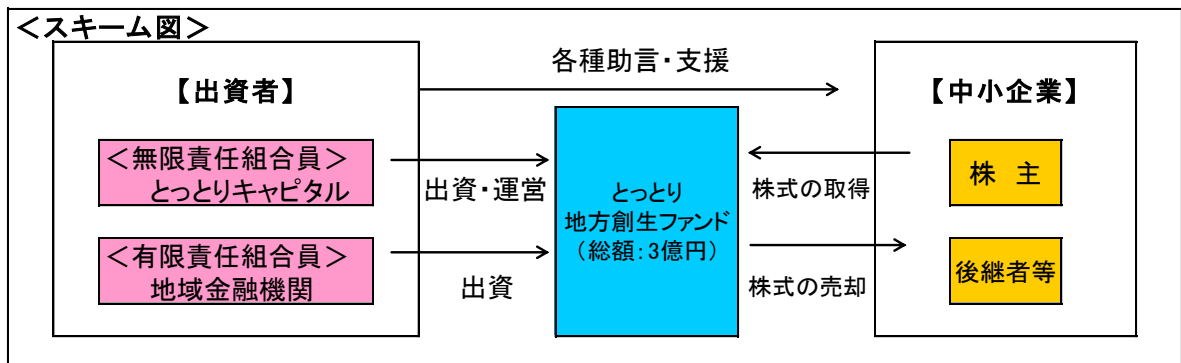 <スキーム図>
各種助言・支援
【出資者】
<無限責任組合員>
とっとりキャピタル
<有限責任組合員>
地域金融機関
出資・運営
出資
とっとり
地方創生ファンド
(総額:3億円)
株式の取得
株式の売却
【中小企業】
株 主
後継者等